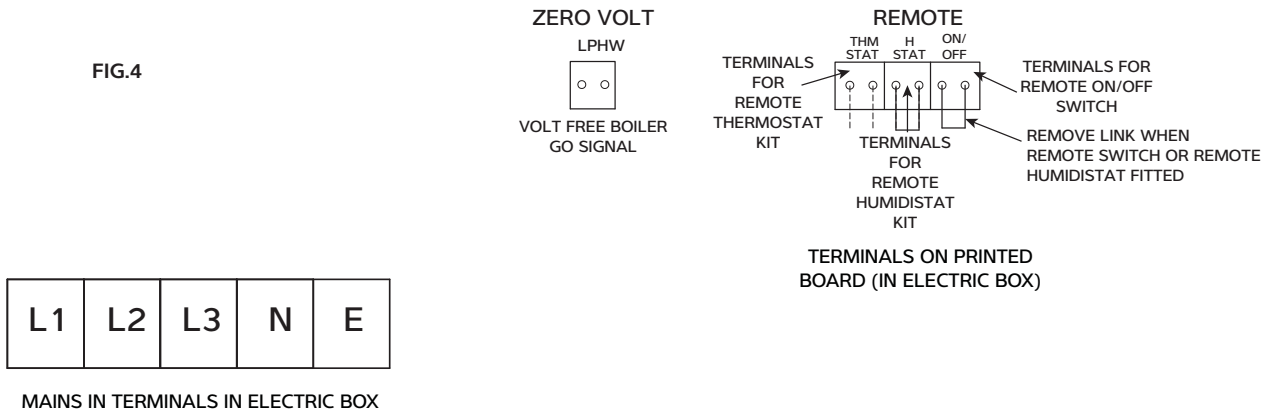 FIG.4
ZERO VOLT
LPHW
VOLT FREE BOILER
GO SIGNAL
REMOTE
THM
STAT
H
STAT
ON/
OFF
TERMINALS
FOR
REMOTE
THERMOSTAT
KIT
TERMINALS
FOR
REMOTE
HUMIDISTAT
KIT
TERMINALS FOR
REMOTE ON/OFF
SWITCH
REMOVE LINK WHEN
REMOTE SWITCH OR REMOTE
HUMIDISTAT FITTED
TERMINALS ON PRINTED
BOARD (IN ELECTRIC BOX)
L1 L2 L3 N E
MAINS IN TERMINALS IN ELECTRIC BOX